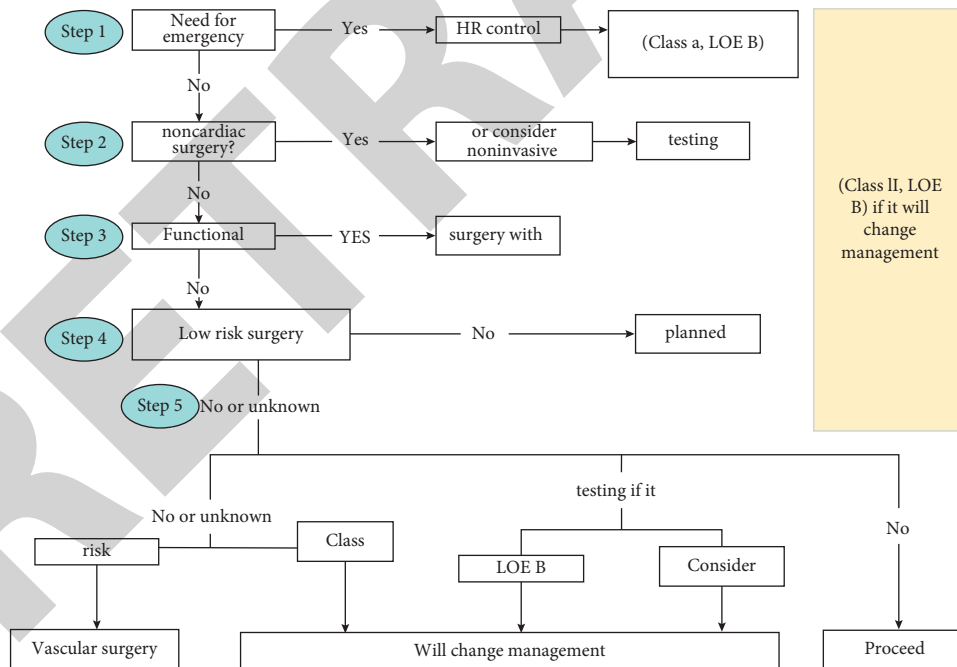 Step 1
Need for
emergency
Yes
HR control
(Class a, LOE B)
No
Step 2
noncardiac
surgery?
Yes
or consider
noninvasive
testing
(Class lI, LOE
B) if it will
change
management
No
Step 3
Functional
YES
surgery with
No
Step 4
Low risk surgery
No
planned
Step 5
No or unknown
testing if it
No or unknown
No
risk
Class
LOE B
Consider
Vascular surgery
Will change management
Proceed
RETRA